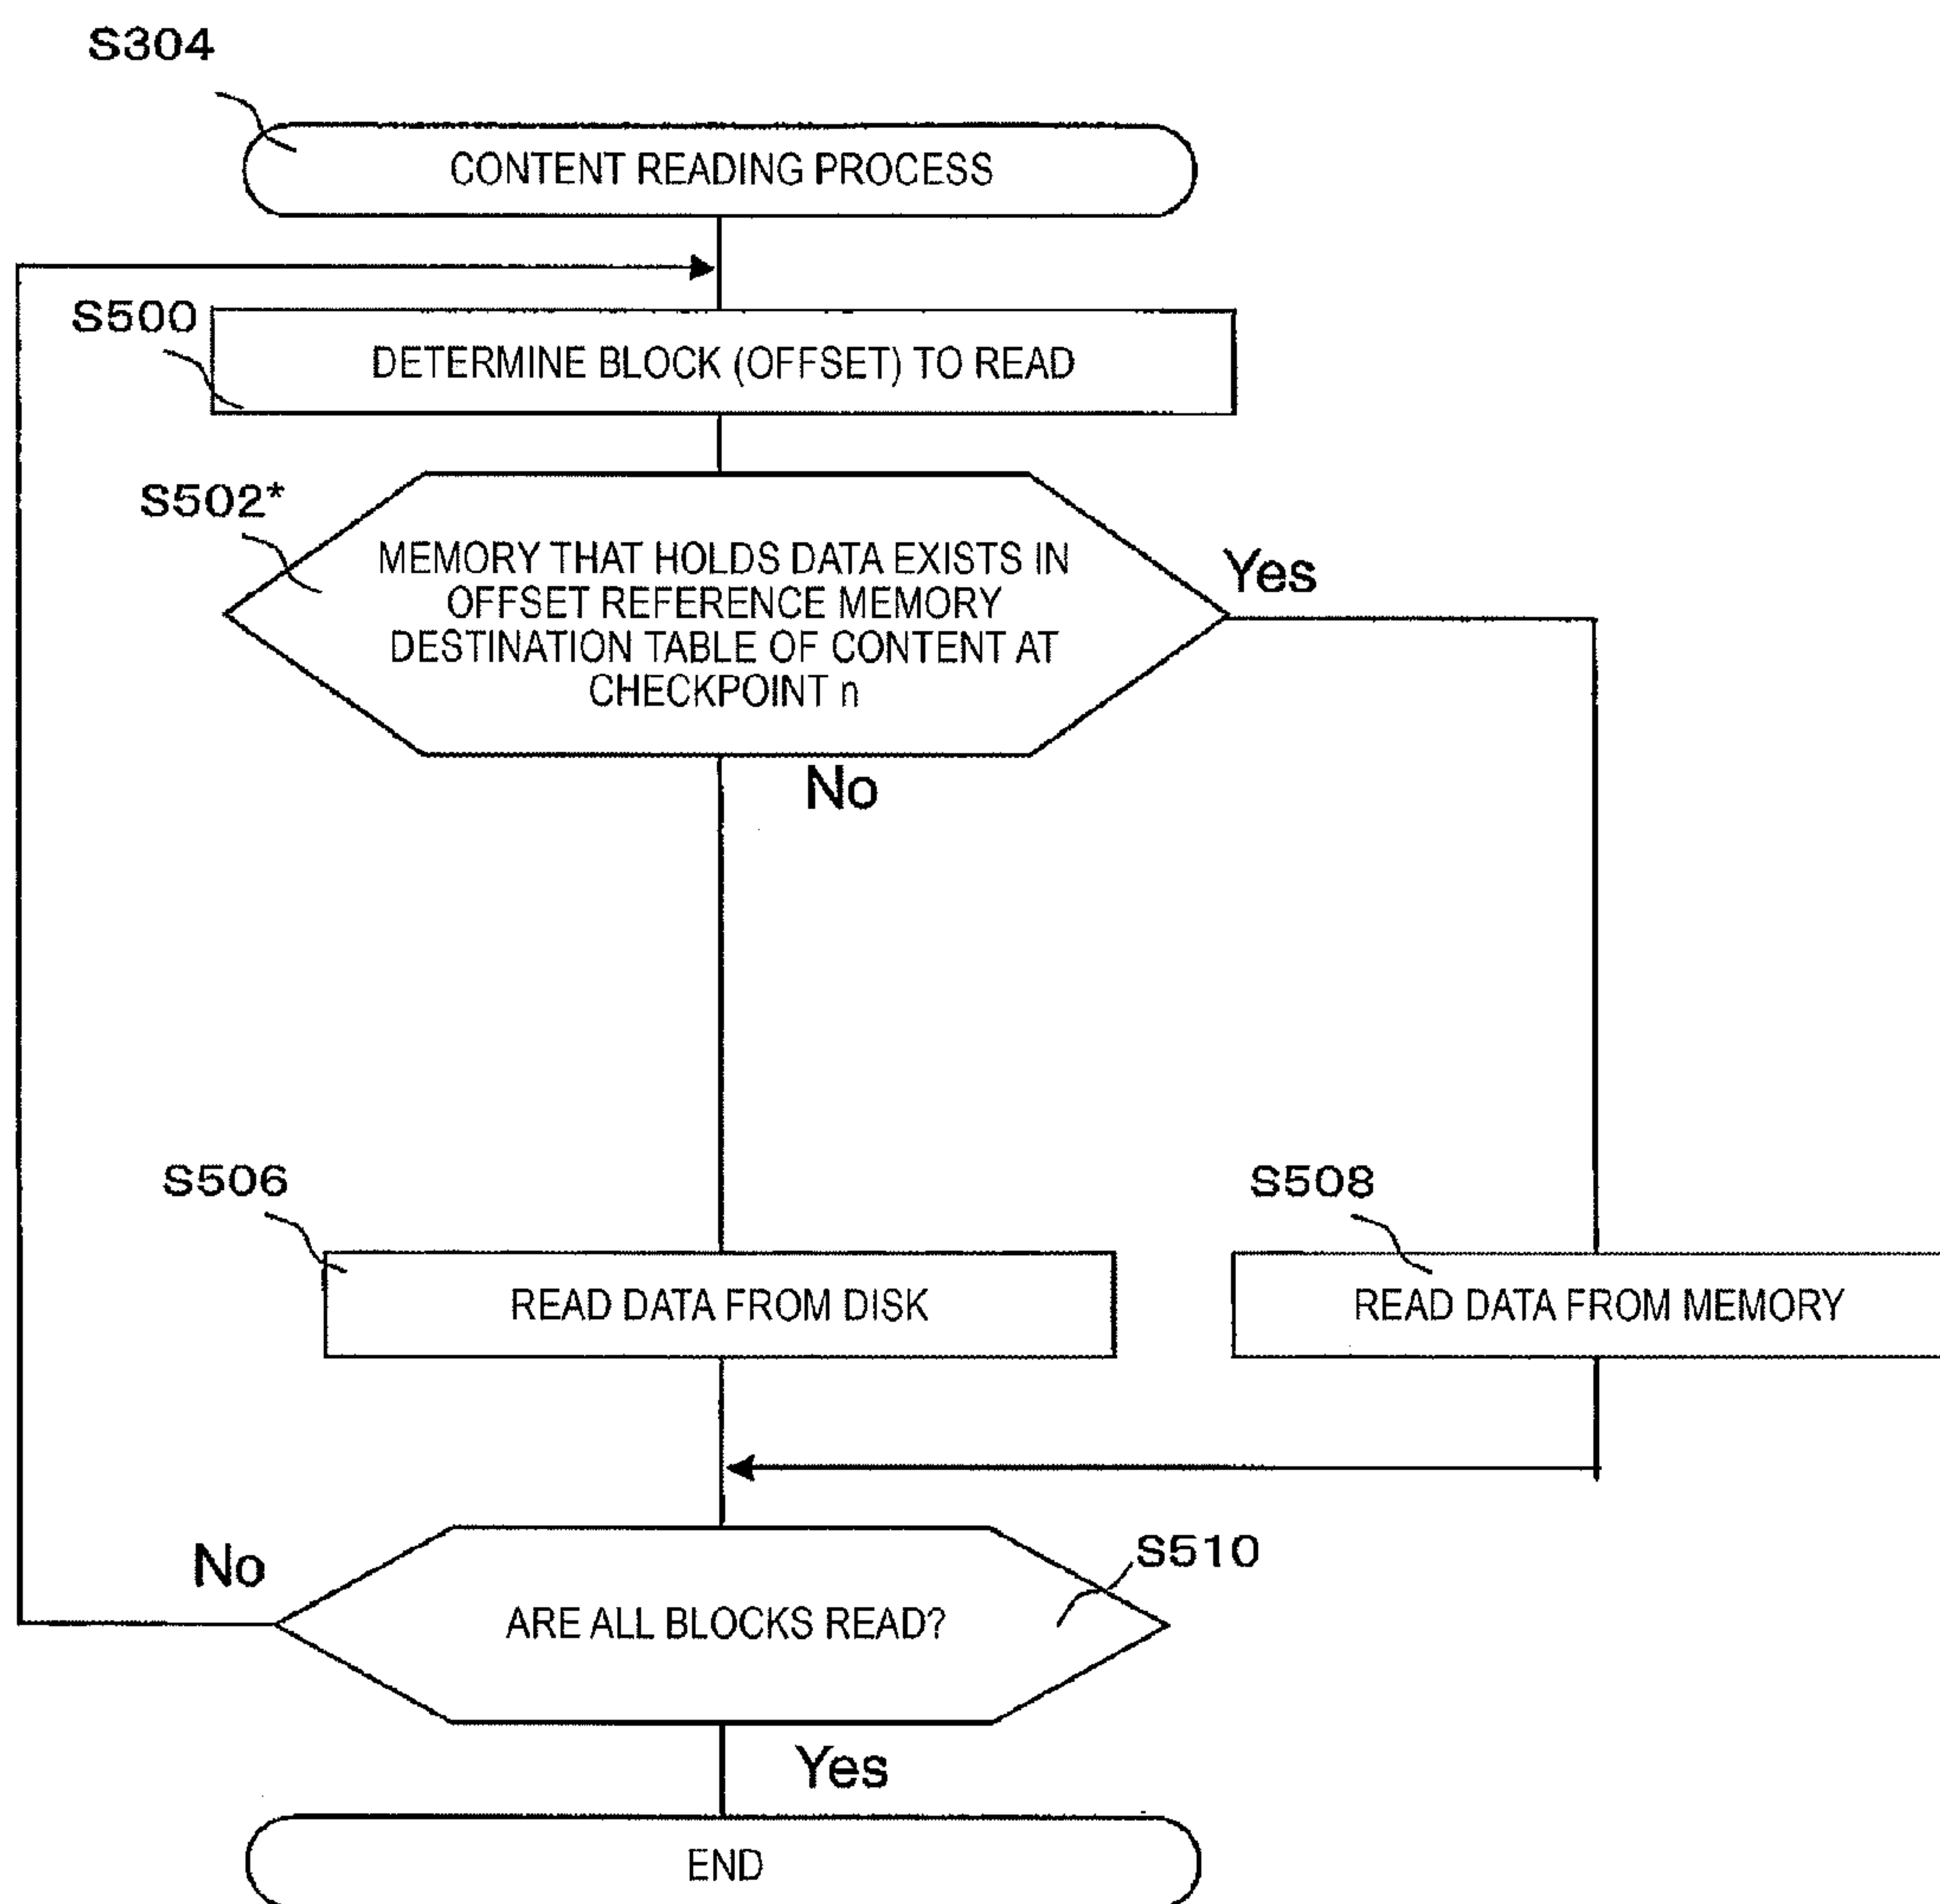 S304
CONTENT READING PROCESS
S500
DETERMINE BLOCK (OFFSET) TO READ
S502*
MEMORY THAT HOLDS DATA EXISTS IN
OFFSET REFERENCE MEMORY
DESTINATION TABLE OF CONTENT AT
CHECKPOINT n
Yes
No
S506
READ DATA FROM DISK
S508
READ DATA FROM MEMORY
No
S510
ARE ALL BLOCKS READ?
Yes
END